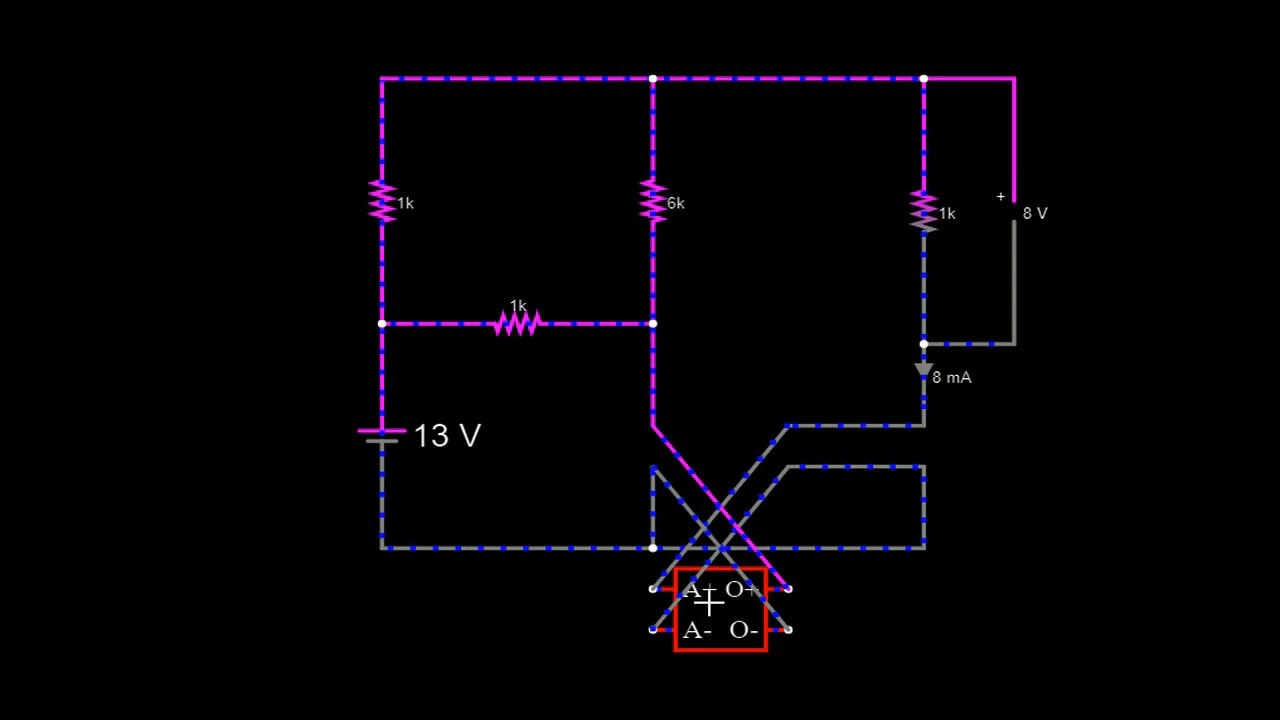 +
1k
6k
1k
8 V
1k
8 mA
13 V
A+ O+
A- O-